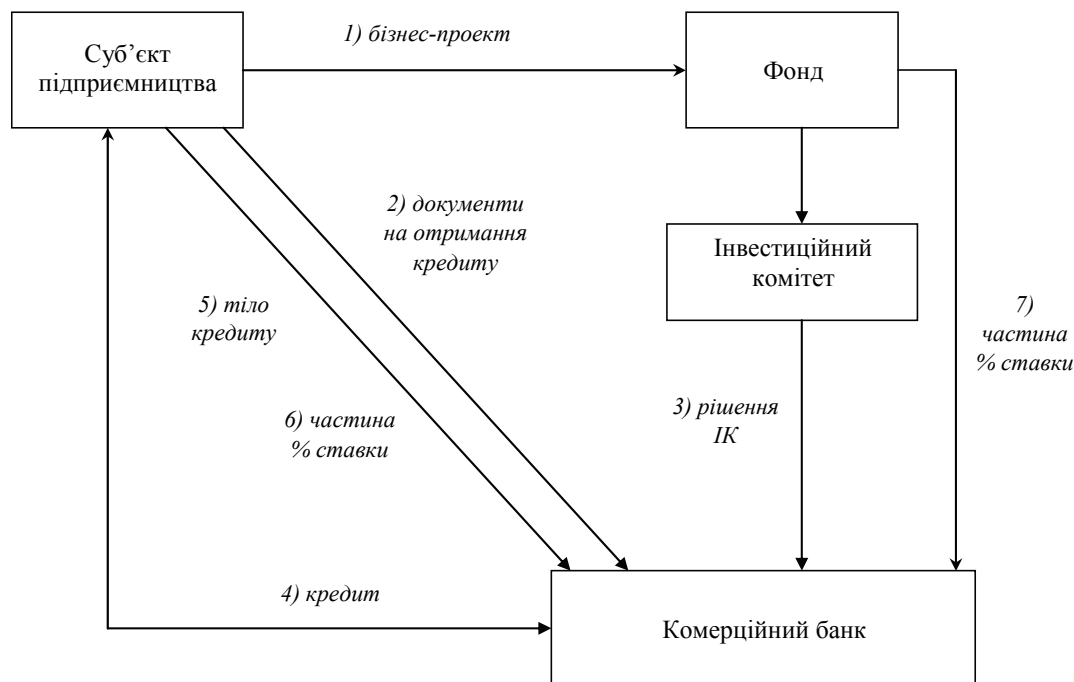 1) бізнес-проект
Суб’єкт
підприємництва
Фонд
2) документи
на отримання
кредиту
Інвестиційний
комітет
5) тіло
кредиту
7)
частина
% ставки
3) рішення
ІК
6) частина
% ставки
4) кредит
Комерційний банк